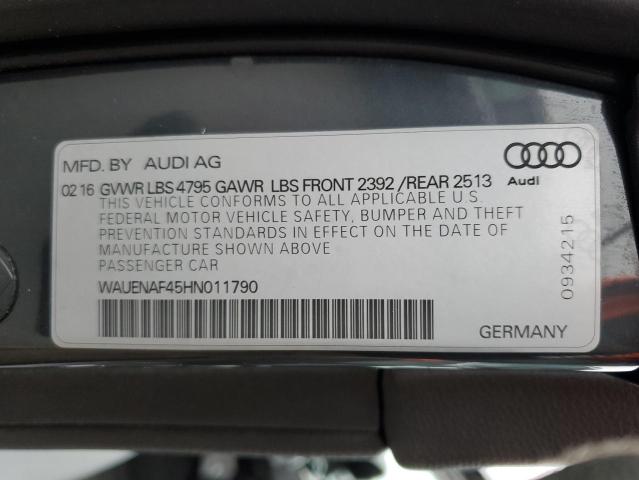 MFD. BY AUDI AG
Audi
02 16 GVWR LBS 4795 GAWR LBS FRONT 2392 /REAR 2513
THIS VEHICLE CONFORMS TO ALL APPLICABLE U.S.
FEDERAL MOTOR VEHICLE SAFETY, BUMPER AND THEFT
PREVENTION STANDARDS IN EFFECT ON THE DATE OF
MANUFACTURE SHOWN ABOVE
PASSENGER CAR
WAUENAF45HN011790
0934215
GERMANY